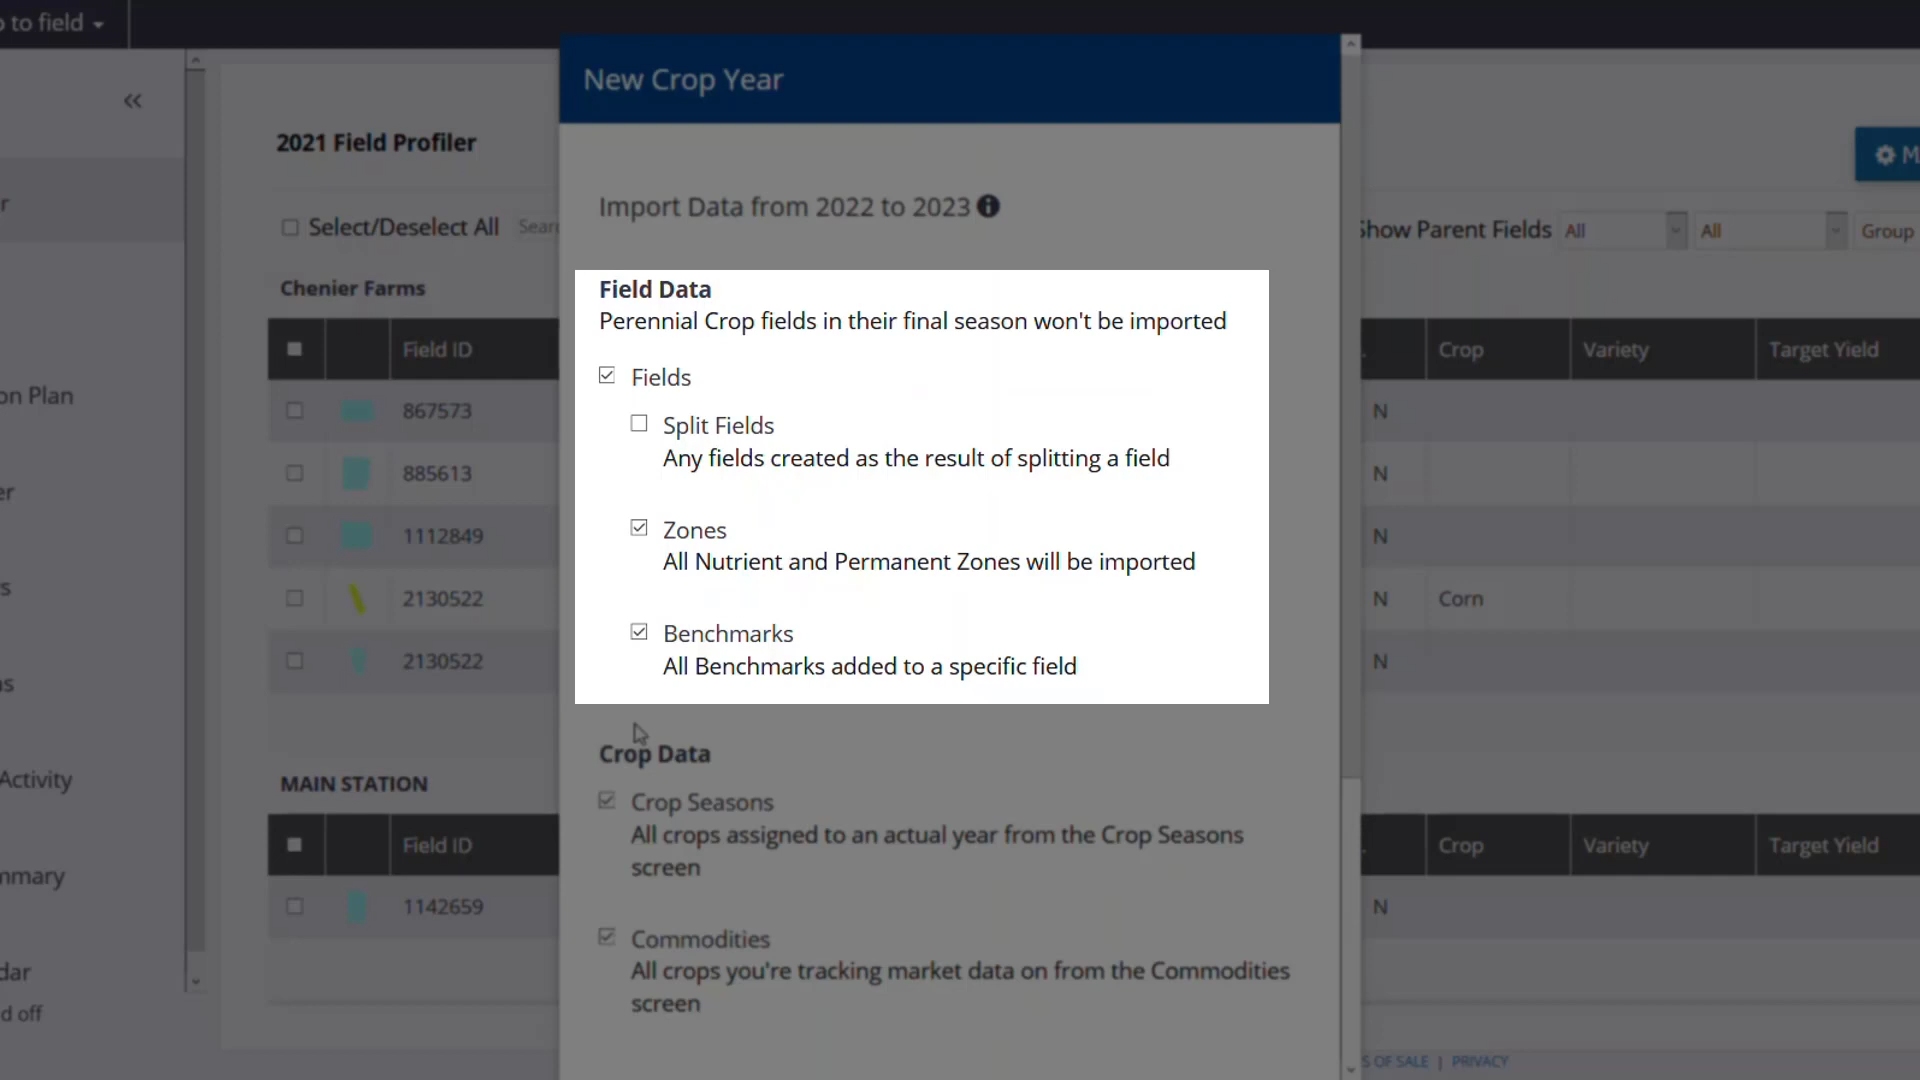 to field
New Crop Year
2021 Field Profiler
Import Data from 2022 to 2023
Select/Deselect All
Show Parent Fields All All Group
Chenier Farms
Field Data
Perennial Crop fields in their final season won't be imported
Field ID Crop Variety Target Yield
Fields
867573 N
Split Fields
Any fields created as the result of splitting a field
885613 N
Zones
1112849 N
All Nutrient and Permanent Zones will be imported
2130522 N Corn
Benchmarks
2130522 N
All Benchmarks added to a specific field
on Plan
Activity
Crop Data
MAIN STATION
Crop Seasons
All crops assigned to an actual year from the Crop Seasons
screen
Field ID Crop Variety Target Yield
1142659 N
Commodities
All crops you're tracking market data on from the Commodities
screen
d off
S OF SALE | PRIVACY